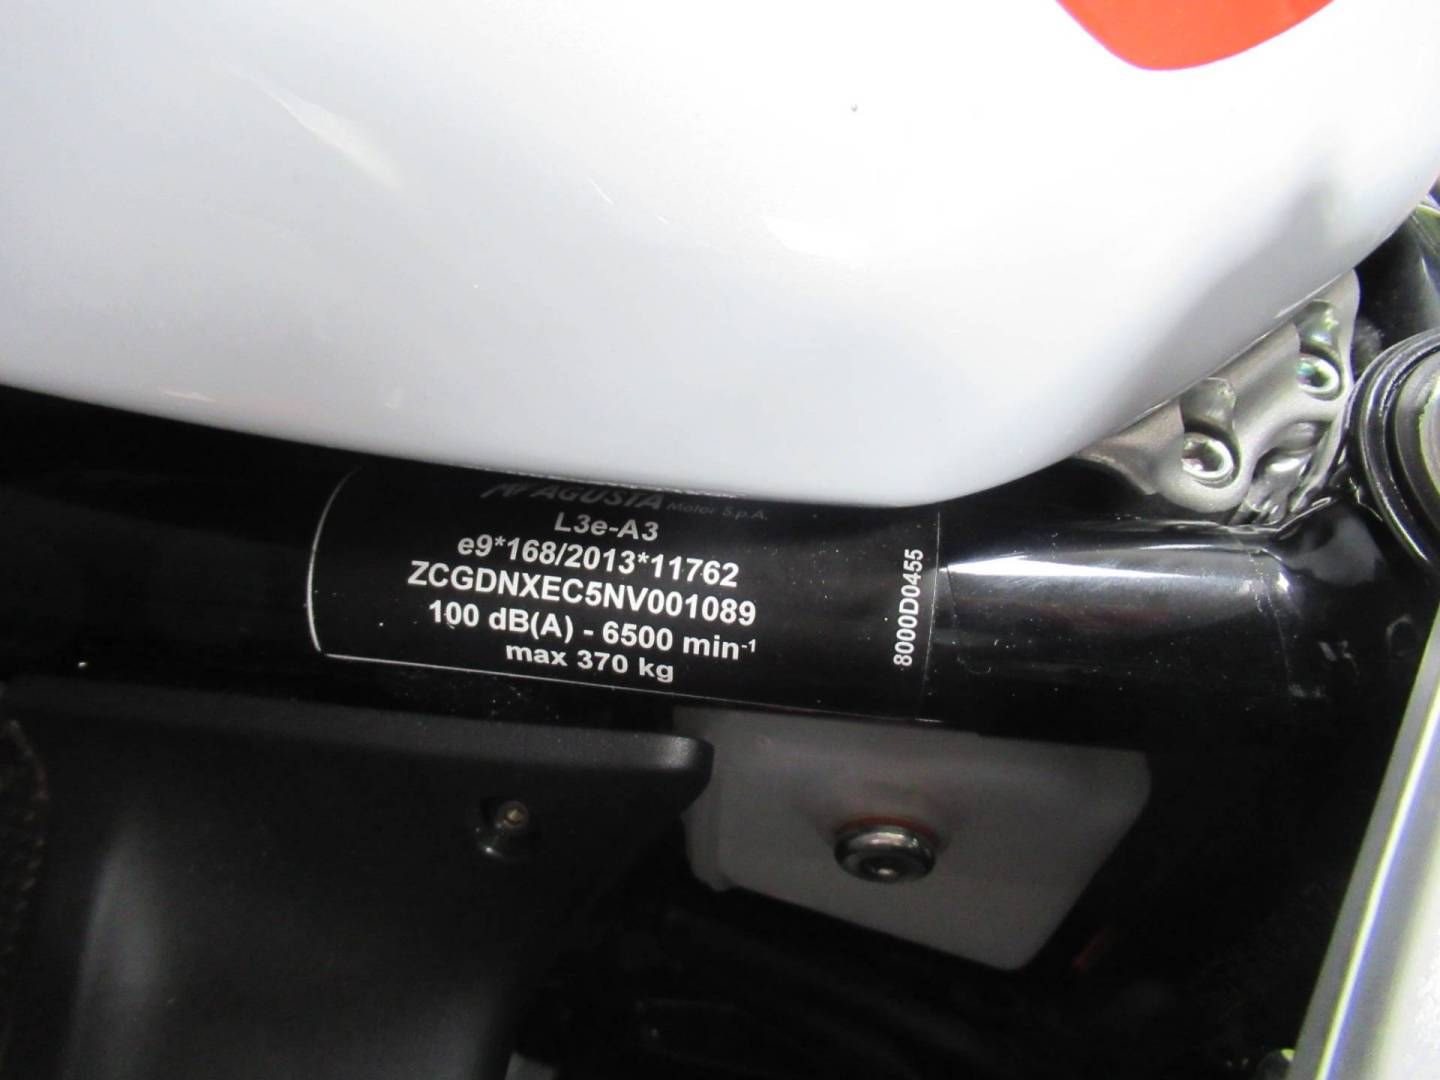 AGUSTA Motor S.p.A.
L3e-A3
e9*168/2013*11762
ZCGDNXEC5NV001089
100 dB(A) - 6500 min-1
max 370 kg
8000D0455